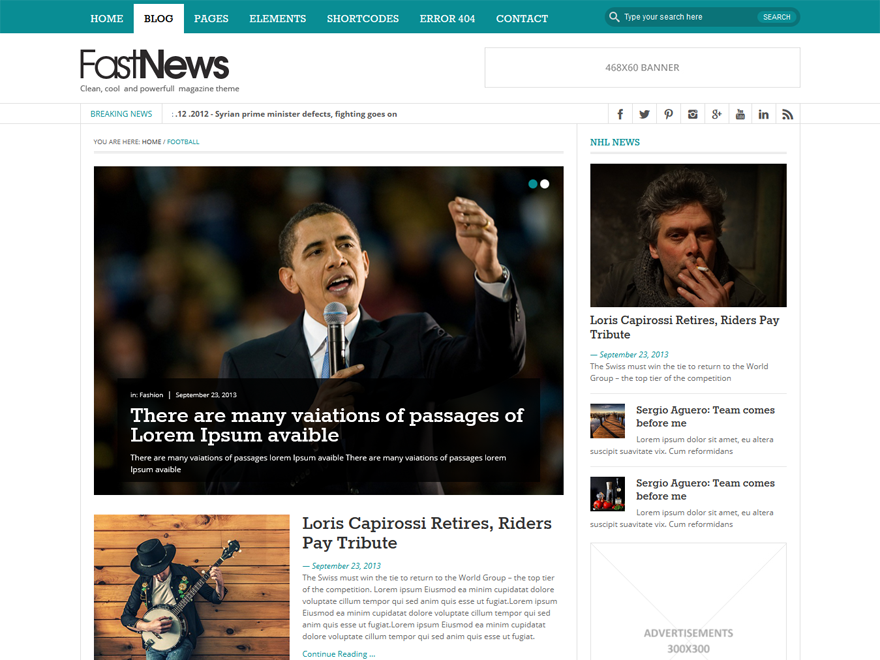 HOME BLOG PAGES ELEMENTS SHORTCODES ERROR 404 CONTACT Type your search here SEARCH
FastNews
Clean, cool and powerfull magazine theme
468X60 BANNER
BREAKING NEWS : .12 .2012 - Syrian prime minister defects, fighting goes on
YOU ARE HERE: HOME / FOOTBALL
in: Fashion | September 23, 2013
There are many vaiations of passages of
Lorem Ipsum avaible
There are many vaiations of passages lorem Ipsum avaible There are many vaiations of passages lorem
Ipsum avaible
Loris Capirossi Retires, Riders
Pay Tribute
— September 23, 2013
The Swiss must win the tie to return to the World Group – the top tier
of the competition. Lorem ipsum Eiusmod ea minim ea cupidatat dolore
voluptate cillum tempor qui sed anim quis esse ut fugiat.Lorem ipsum
Eiusmod ea minim ea cupidatat dolore voluptate cillum tempor qui sed
anim quis esse ut fugiat.Lorem ipsum Eiusmod ea minim ea cupidatat
dolore voluptate cillum tempor qui sed anim quis esse ut fugiat.
Continue Reading ...
NHL NEWS
Loris Capirossi Retires, Riders Pay
Tribute
— September 23, 2013
The Swiss must win the tie to return to the World
Group – the top tier of the competition
Sergio Aguero: Team comes
before me
Lorem ipsum dolor sit amet, eu altera
suscipit suavitate vix. Cum reformidans
Sergio Aguero: Team comes
before me
Lorem ipsum dolor sit amet, eu altera
suscipit suavitate vix. Cum reformidans
ADVERTISEMENTS
300X300